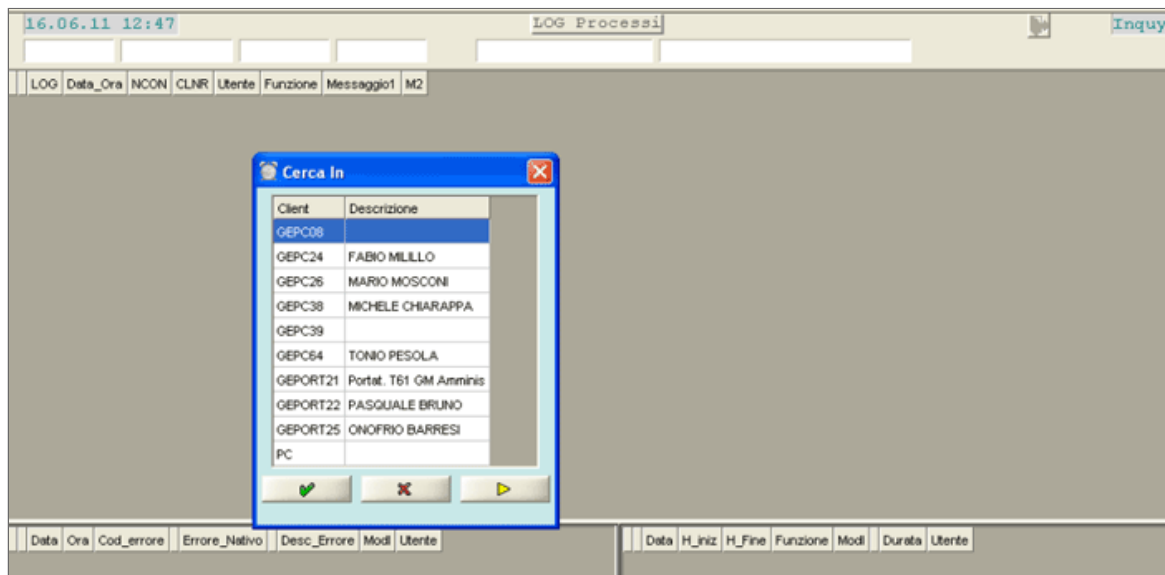 16.06.11 12:47 LOG Processi Inquy
LOG Data_Ora NCON CLNR Utente Funzione Messaggio1 M2
Cerca In
Client Descrizione
GEPC08
GEPC24 FABIO MILILLO
GEPC26 MARIO MOSCONI
GEPC38 MICHELE CHIARAPPA
GEPC39
GEPC64 TONIO PESOLA
GEPORT21 Portat. T61 GM Amminis
GEPORT22 PASQUALE BRUNO
GEPORT25 ONOFRIO BARRESI
PC
Data Ora Cod_errore Errore_Nativo Desc_Errore Modl Utente Data H_iniz H_Fine Funzione Modl Durata Utente